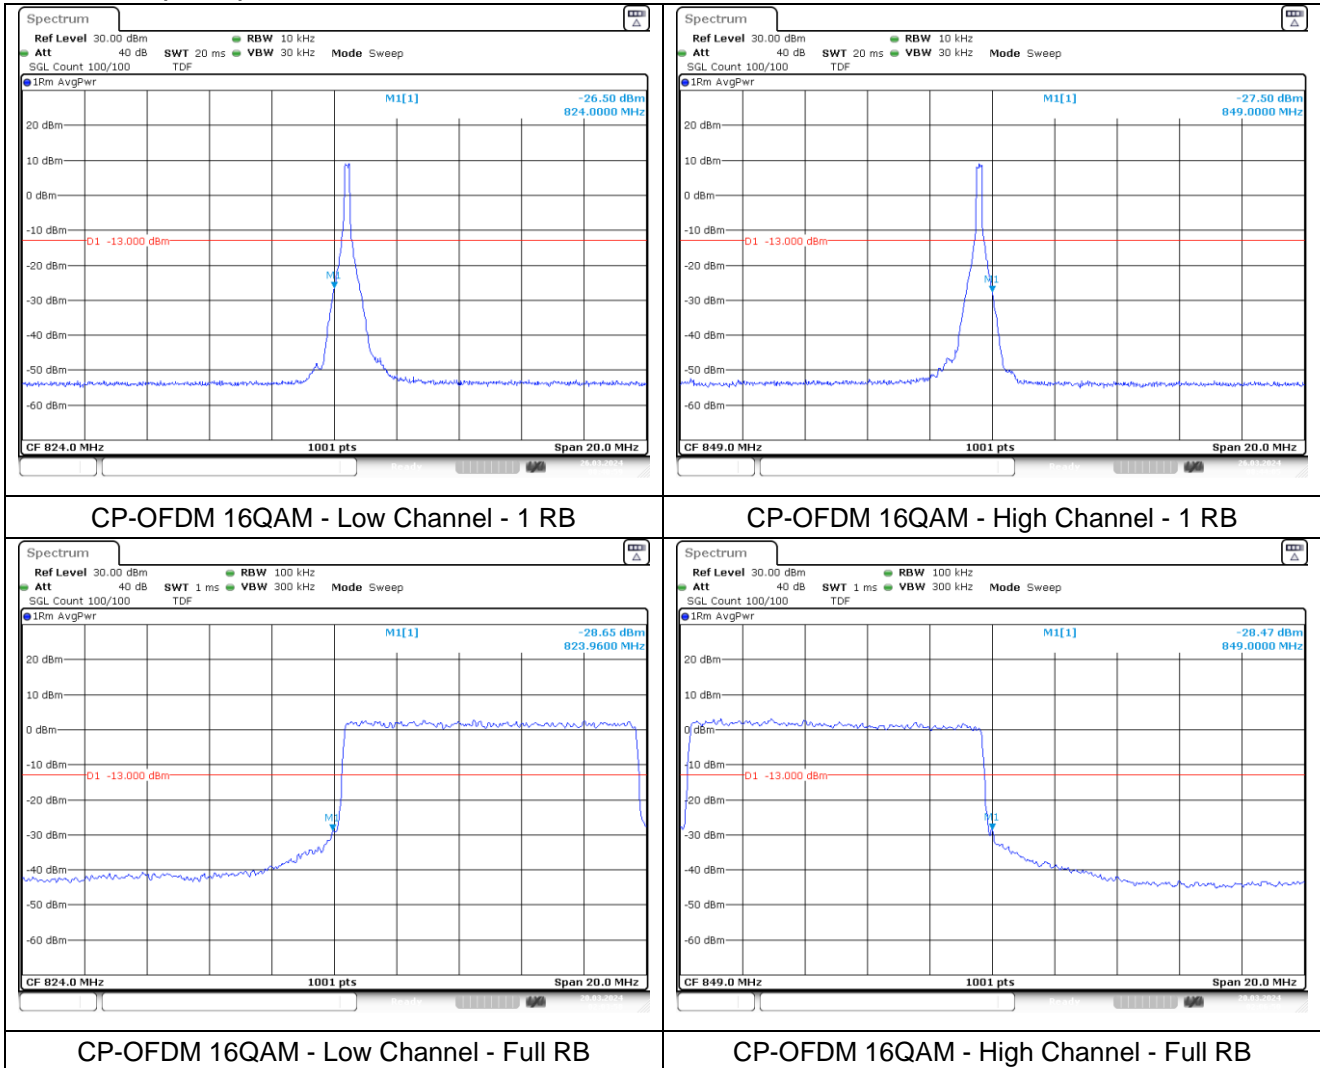 Spectrum
Ref Level 30.00 dBm RBW 10 kHz
Att 40 dB SWT 20 ms VBW 30 kHz Mode Sweep
SGL Count 100/100 TDF
1Rm AvgPwr
M1[1] -26.50 dBm
824.0000 MHz
20 dBm
10 dBm
0 dBm
-10 dBm
D1 -13.000 dBm
-20 dBm
M1
-30 dBm
-40 dBm
-50 dBm
-60 dBm
CF 824.0 MHz 1001 pts Span 20.0 MHz
Spectrum
Ref Level 30.00 dBm RBW 10 kHz
Att 40 dB SWT 20 ms VBW 30 kHz Mode Sweep
SGL Count 100/100 TDF
1Rm AvgPwr
M1[1] -27.50 dBm
849.0000 MHz
20 dBm
10 dBm
0 dBm
-10 dBm
D1 -13.000 dBm
-20 dBm
M1
-30 dBm
-40 dBm
-50 dBm
-60 dBm
CF 849.0 MHz 1001 pts Span 20.0 MHz
CP-OFDM 16QAM - Low Channel - 1 RB
CP-OFDM 16QAM - High Channel - 1 RB
Spectrum
Ref Level 30.00 dBm RBW 100 kHz
Att 40 dB SWT 1 ms VBW 300 kHz Mode Sweep
SGL Count 100/100 TDF
1Rm AvgPwr
M1[1] -28.65 dBm
823.9600 MHz
20 dBm
10 dBm
0 dBm
-10 dBm
D1 -13.000 dBm
-20 dBm
M1
-30 dBm
-40 dBm
-50 dBm
-60 dBm
CF 824.0 MHz 1001 pts Span 20.0 MHz
Spectrum
Ref Level 30.00 dBm RBW 100 kHz
Att 40 dB SWT 1 ms VBW 300 kHz Mode Sweep
SGL Count 100/100 TDF
1Rm AvgPwr
M1[1] -28.47 dBm
849.0000 MHz
20 dBm
10 dBm
0 dBm
-10 dBm
D1 -13.000 dBm
-20 dBm
M1
-30 dBm
-40 dBm
-50 dBm
-60 dBm
CF 849.0 MHz 1001 pts Span 20.0 MHz
CP-OFDM 16QAM - Low Channel - Full RB
CP-OFDM 16QAM - High Channel - Full RB